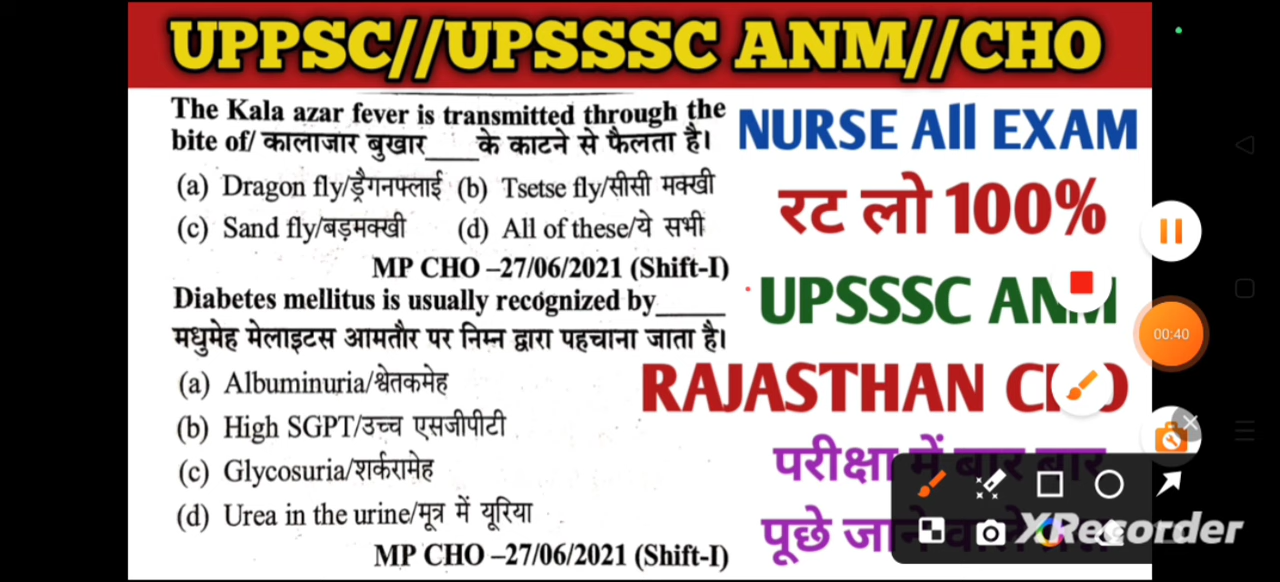 UPPSC//UPSSSC ANM//CHO
The Kala azar fever is transmitted through the
bite of/ कालाजार बुखार____के काटने से फैलता है।
(a) Dragon fly/ड्रैगनफ्लाई (b) Tsetse fly/सीसी मक्खी
(c) Sand fly/बड़मक्खी (d) All of these/ये सभी
MP CHO –27/06/2021 (Shift-I)
Diabetes mellitus is usually recognized by_____
मधुमेह मेलाइटस आमतौर पर निम्न द्वारा पहचाना जाता है।
(a) Albuminuria/श्वेतकमेह
(b) High SGPT/उच्च एसजीपीटी
(c) Glycosuria/शर्करामेह
(d) Urea in the urine/मूत्र में यूरिया
MP CHO –27/06/2021 (Shift-I)
NURSE All EXAM
रट लो 100%
UPSSSC ANM
RAJASTHAN
परीक्षा में बार बार
पूछे
00:40
XRecorder